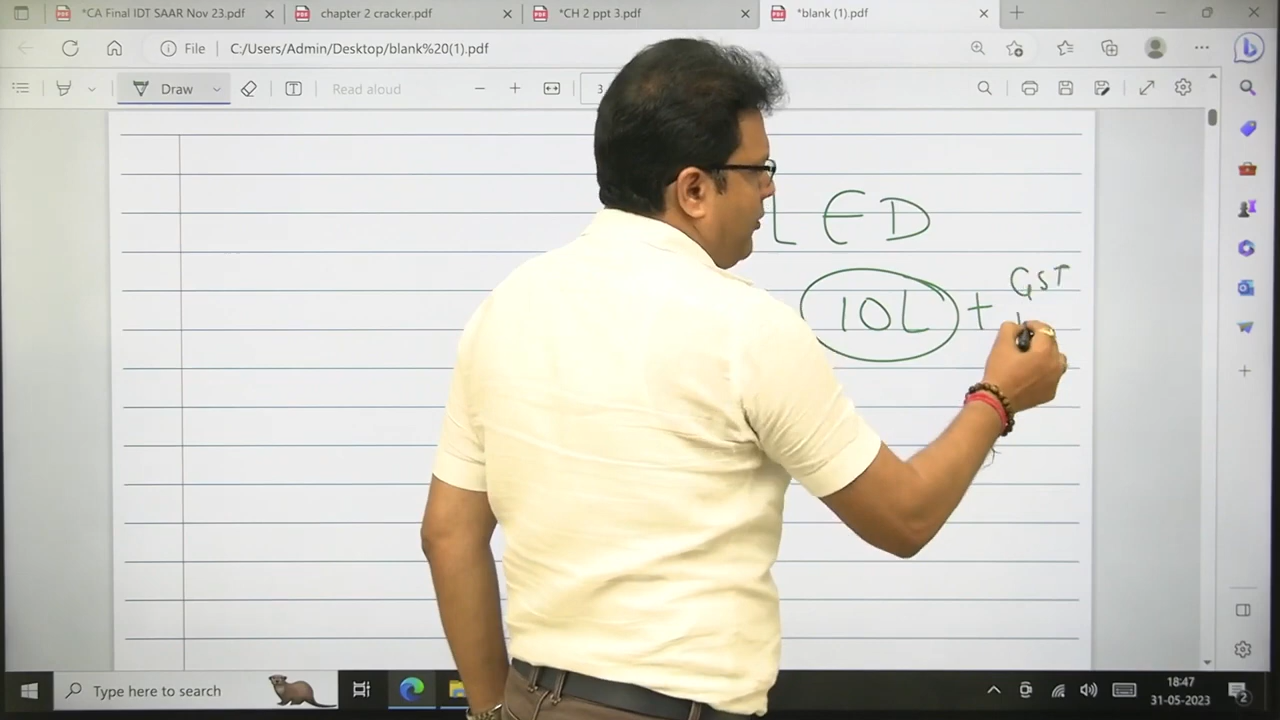 *CA Final IDT SAAR Nov 23.pdf
chapter 2 cracker.pdf
*CH 2 ppt 3.pdf
*blank (1).pdf
File
C:/Users/Admin/Desktop/blank%20(1).pdf
Draw
Read aloud
3
LED
GST
10L +
Type here to search
18:47
31-05-2023
2